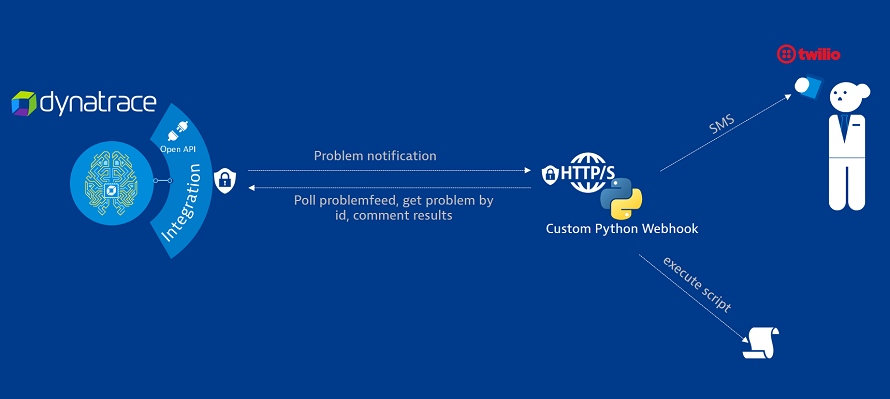 twilio
dynatrace
Open API
Integration
Problem notification
Poll problemfeed, get problem by
id, comment results
HTTP/S
Custom Python Webhook
SMS
execute script